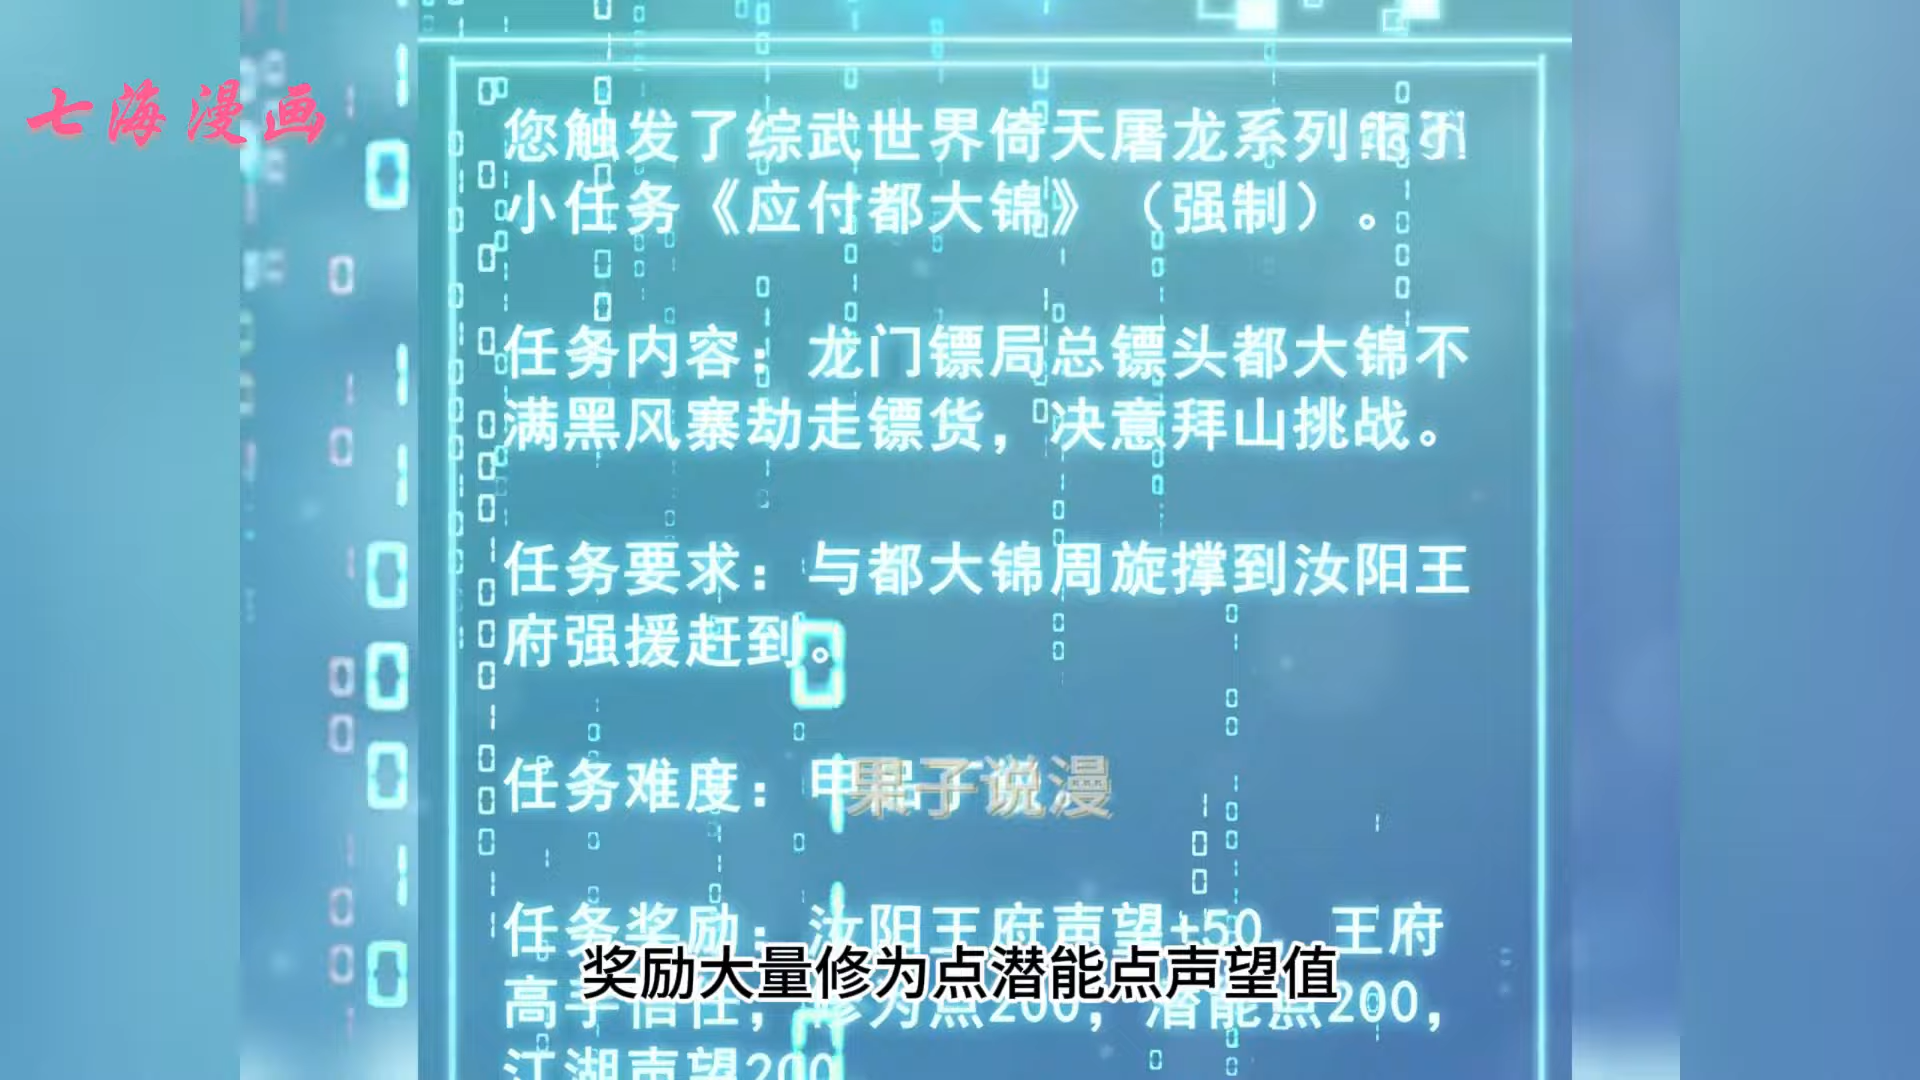 七海漫画
您触发了综武世界倚天屠龙系列
小任务《应付都大锦》（强制）。
任务内容：龙门镖局总镖头都大锦不
满黑风寨劫走镖货，决意拜山挑战。
任务要求：与都大锦周旋撑到汝阳王
府强援赶到。
任务难度：甲
果子说漫
任务奖励：汝阳王府声望+50，王府
奖励大量修为点潜能点声望值
高手信任，修为点200，潜能点200，
江湖声望200